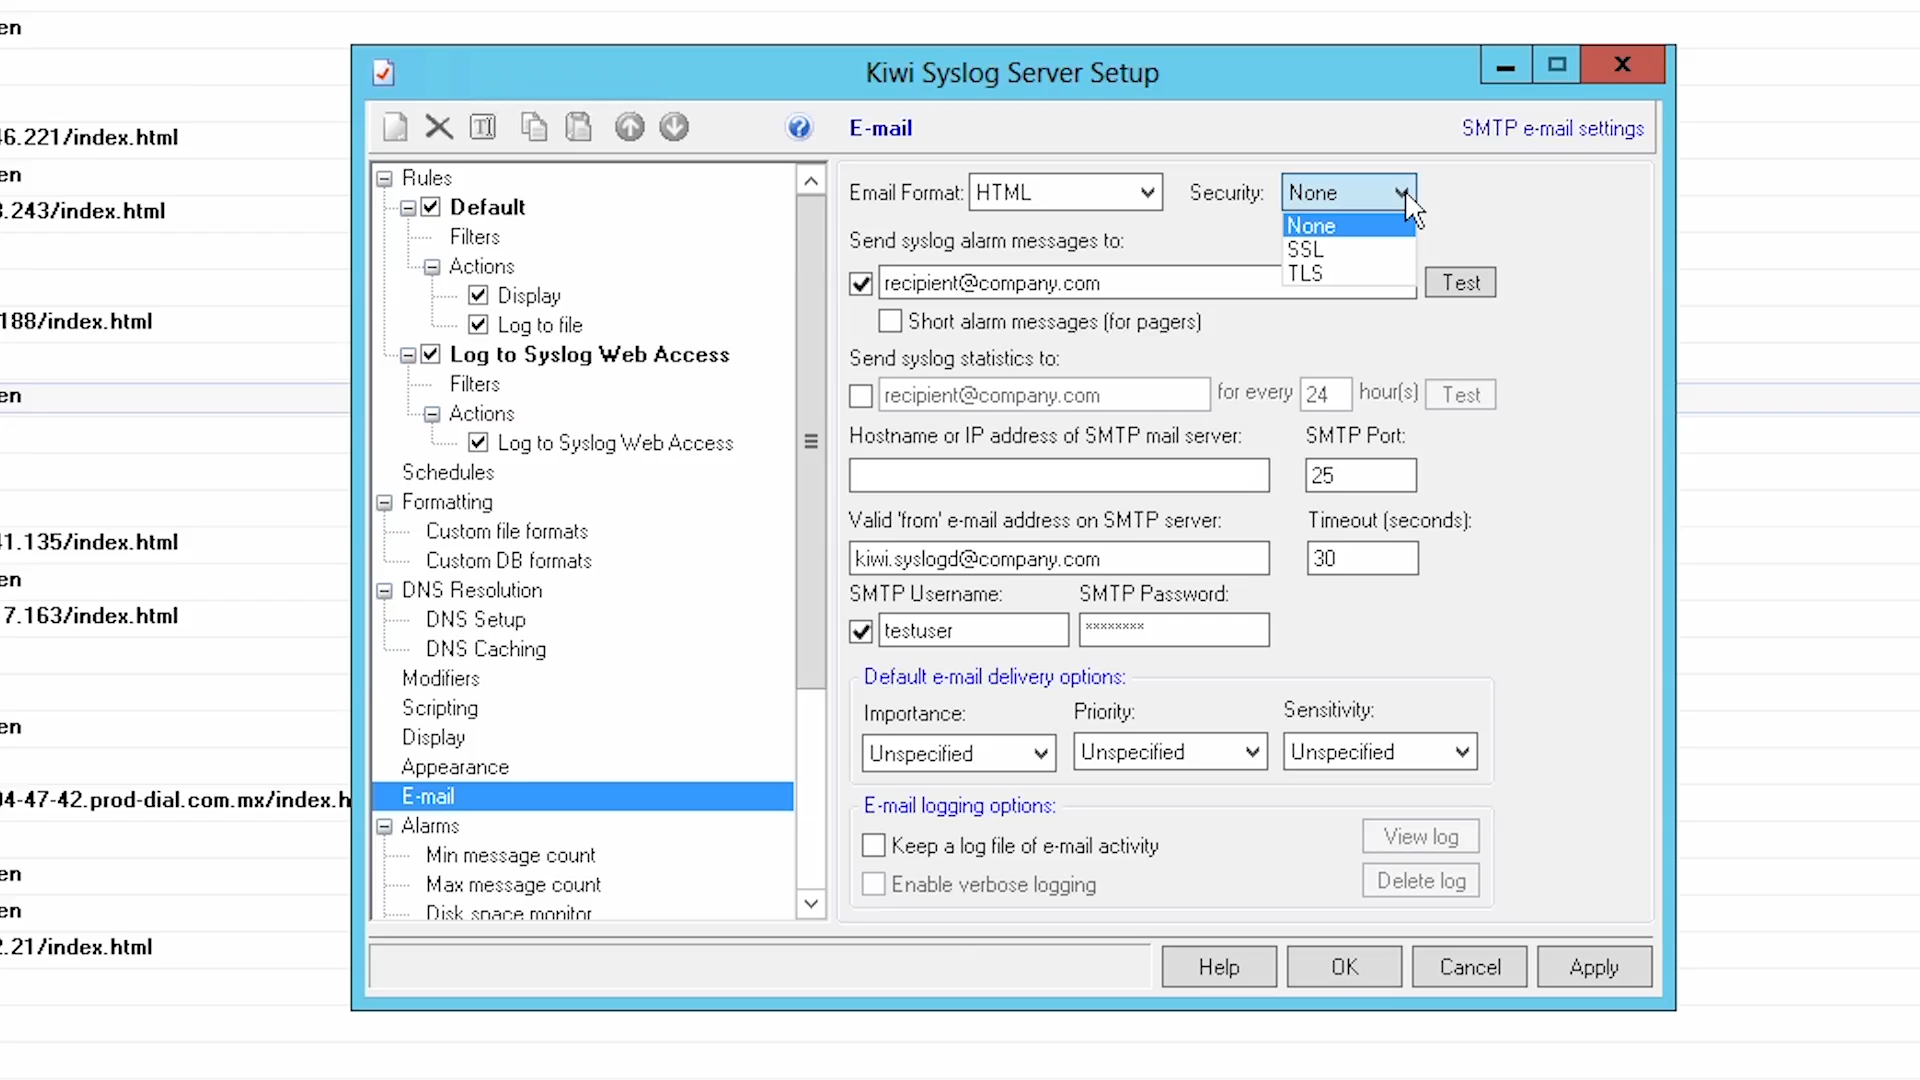 en
46.221/index.html
en
3.243/index.html
188/index.html
en
41.135/index.html
en
7.163/index.html
en
04-47-42.prod-dial.com.mx/index.h
en
en
2.21/index.html
Kiwi Syslog Server Setup
E-mail
SMTP e-mail settings
Rules
Default
Filters
Actions
Display
Log to file
Log to Syslog Web Access
Filters
Actions
Log to Syslog Web Access
Schedules
Formatting
Custom file formats
Custom DB formats
DNS Resolution
DNS Setup
DNS Caching
Modifiers
Scripting
Display
Appearance
E-mail
Alarms
Min message count
Max message count
Disk space monitor
Email Format: HTML Security: None
None
SSL
TLS
Send syslog alarm messages to:
recipient@company.com Test
Short alarm messages (for pagers)
Send syslog statistics to:
recipient@company.com for every 24 hour(s) Test
Hostname or IP address of SMTP mail server: SMTP Port:
25
Valid 'from' e-mail address on SMTP server: Timeout (seconds):
kiwi.syslogd@company.com 30
SMTP Username: SMTP Password:
testuser ********
Default e-mail delivery options:
Importance: Priority: Sensitivity:
Unspecified Unspecified Unspecified
E-mail logging options:
Keep a log file of e-mail activity View log
Enable verbose logging Delete log
Help OK Cancel Apply